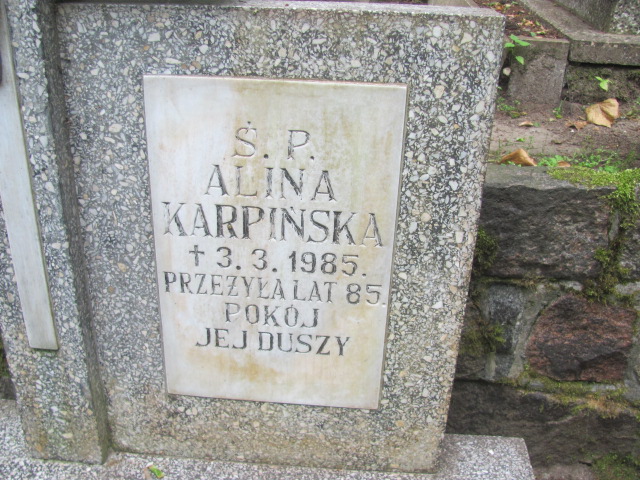 Ś. P.
ALINA
KARPIŃSKA
† 3. 3. 1985.
PRZEŻYŁA LAT 85.
POKÓJ
JEJ DUSZY